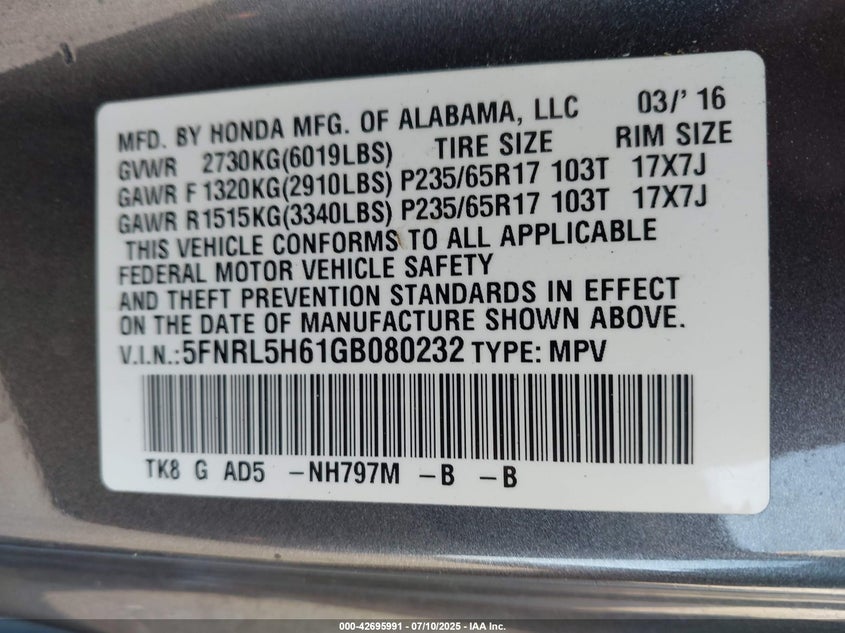 MFD. BY HONDA MFG. OF ALABAMA, LLC 03/' 16
GVWR 2730KG(6019LBS) TIRE SIZE RIM SIZE
GAWR F 1320KG(2910LBS) P235/65R17 103T 17X7J
GAWR R1515KG(3340LBS) P235/65R17 103T 17X7J
THIS VEHICLE CONFORMS TO ALL APPLICABLE
FEDERAL MOTOR VEHICLE SAFETY
AND THEFT PREVENTION STANDARDS IN EFFECT
ON THE DATE OF MANUFACTURE SHOWN ABOVE.
V.I.N.:5FNRL5H61GB080232 TYPE: MPV
TK8 G AD5 -NH797M -B -B
000-42695991 - 07/10/2025 - IAA Inc.